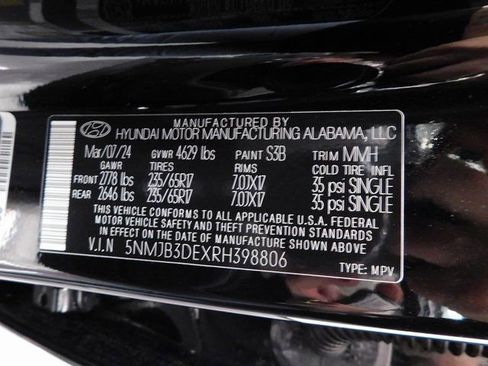 MANUFACTURED BY
HYUNDAI MOTOR MANUFACTURING ALABAMA, LLC
Mar/07/24 GVWR 4629 lbs PAINT S3B TRIM MMH
GAWR TIRES RIMS COLD TIRE INFL
FRONT 2778 lbs 235/65R17 7.0JX17 35 psi SINGLE
REAR 2646 lbs 235/65R17 7.0JX17 35 psi SINGLE
THIS VEHICLE CONFORMS TO ALL APPLICABLE U.S.A. FEDERAL
MOTOR VEHICLE SAFETY AND THEFT PREVENTION STANDARDS
IN EFFECT ON THE DATE OF MANUFACTURE SHOWN ABOVE.
V.I.N 5NMJB3DEXRH398806
TYPE: MPV